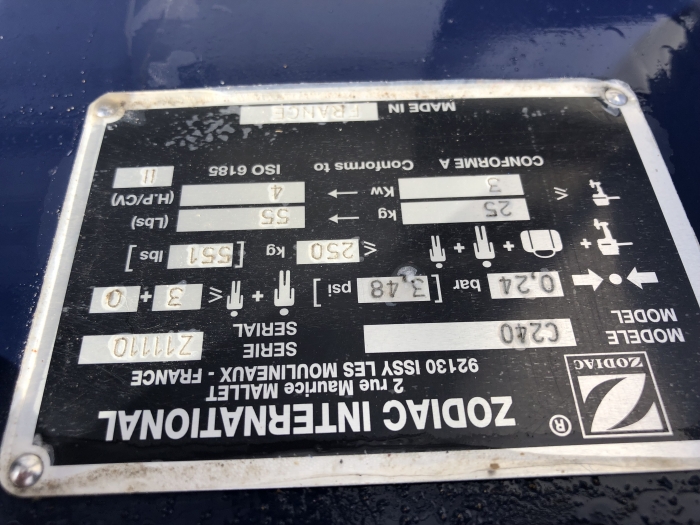 ZODIAC
® ZODIAC INTERNATIONAL
2 rue Maurice MALLET
92130 ISSY LES MOULINEAUX - FRANCE
MODELE
MODEL
C240
SERIE
SERIAL
Z11110
0.24 bar 3.48 [psi]
+ ≤ 3 + 0
+ + + ≤ 250 kg [551 lbs]
25 kg → 55 (Lbs)
≤ 3 Kw → 4 (H.P/CV)
CONFORME A Conforms to ISO 6185 II
MADE IN FRANCE